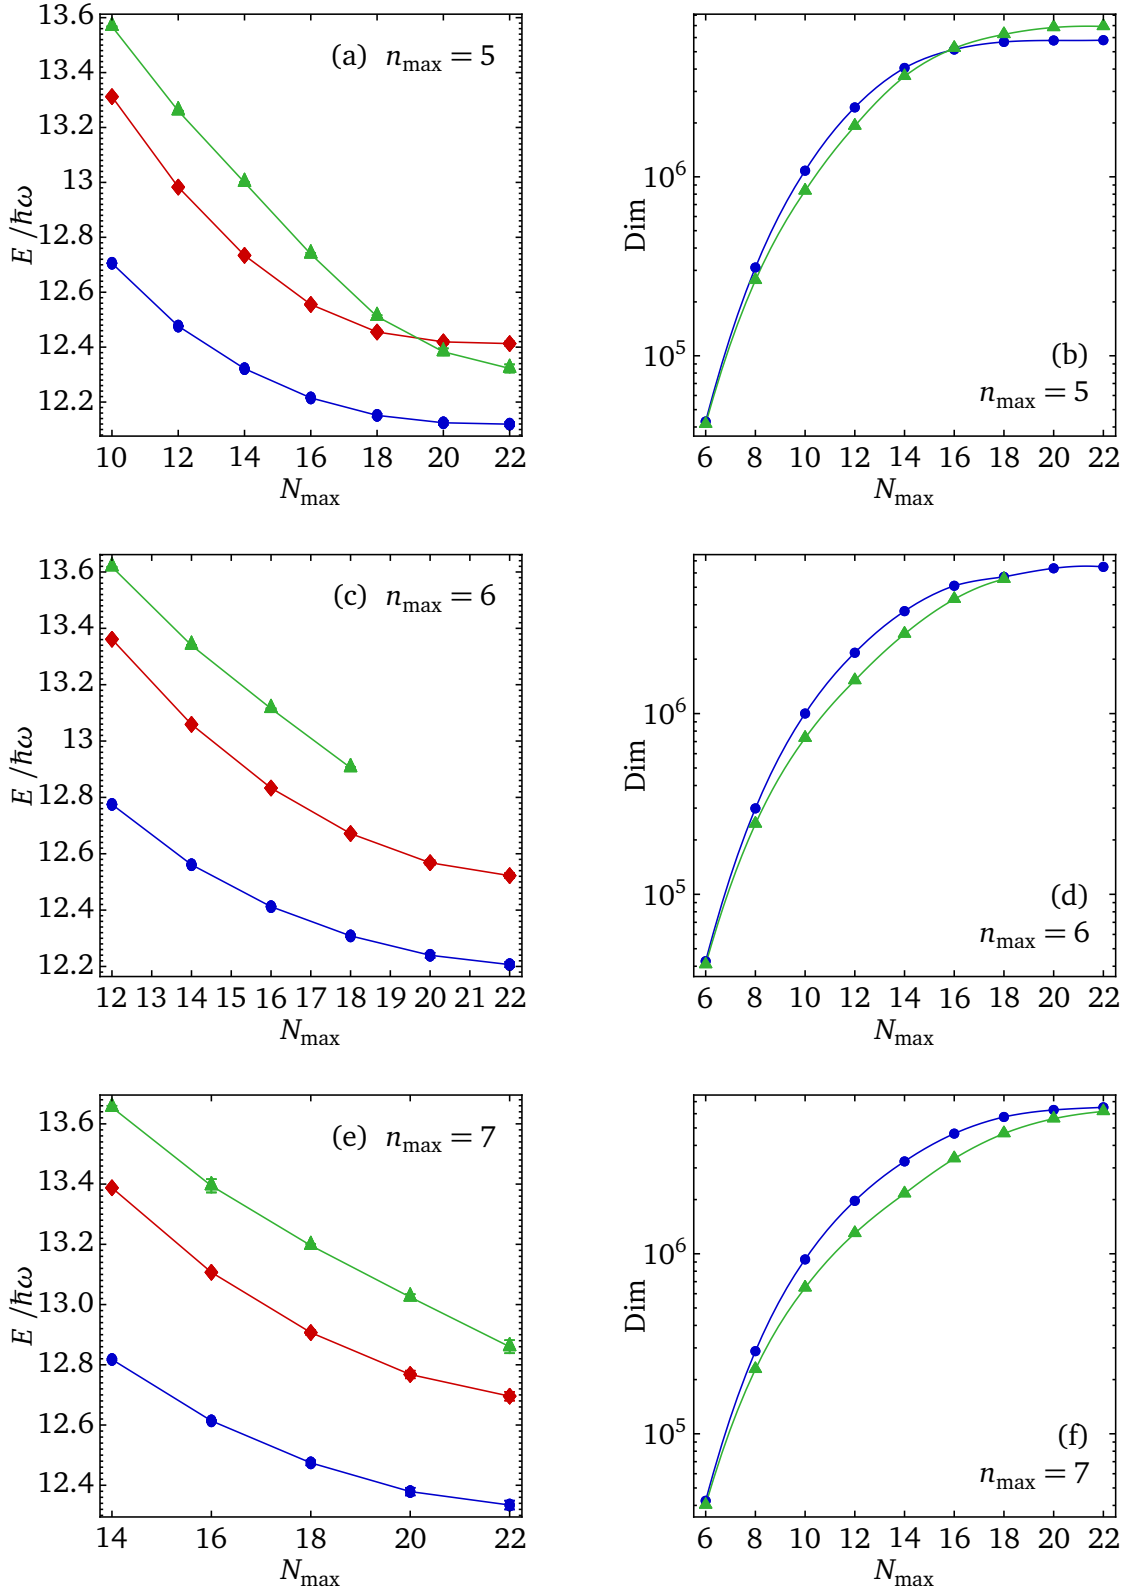 (a) n_max = 5
13.6
13.4
13.2
13
12.8
12.6
12.4
12.2
E /ħω
10 12 14 16 18 20 22
N_max
10^6
10^5
Dim
(b)
n_max = 5
6 8 10 12 14 16 18 20 22
N_max
(c) n_max = 6
13.6
13.4
13.2
13
12.8
12.6
12.4
12.2
E /ħω
12 13 14 15 16 17 18 19 20 21 22
N_max
10^6
10^5
Dim
(d)
n_max = 6
6 8 10 12 14 16 18 20 22
N_max
(e) n_max = 7
13.6
13.4
13.2
13.0
12.8
12.6
12.4
E /ħω
14 16 18 20 22
N_max
10^6
10^5
Dim
(f)
n_max = 7
6 8 10 12 14 16 18 20 22
N_max